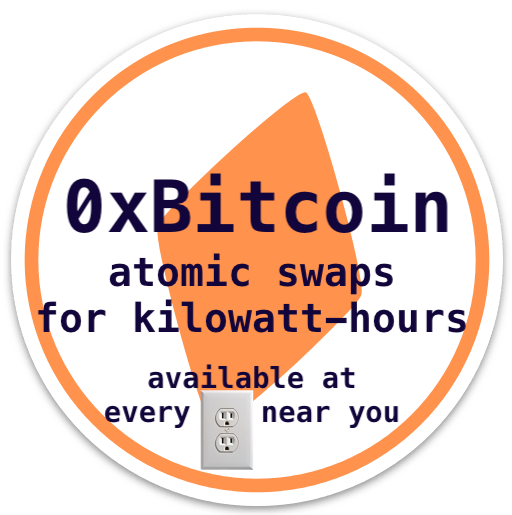 0xBitcoin
atomic swaps
for kilowatt-hours
available at
every near you